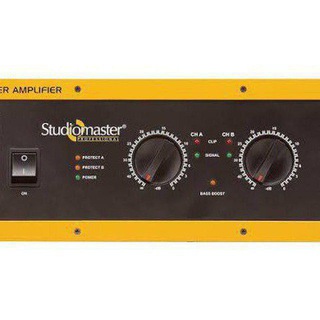 ER AMPLIFIER
Studiomaster®
PROFESSIONAL
CH A CH B
CLIP
SIGNAL
PROTECT A
PROTECT B
POWER
BASS BOOST
ON